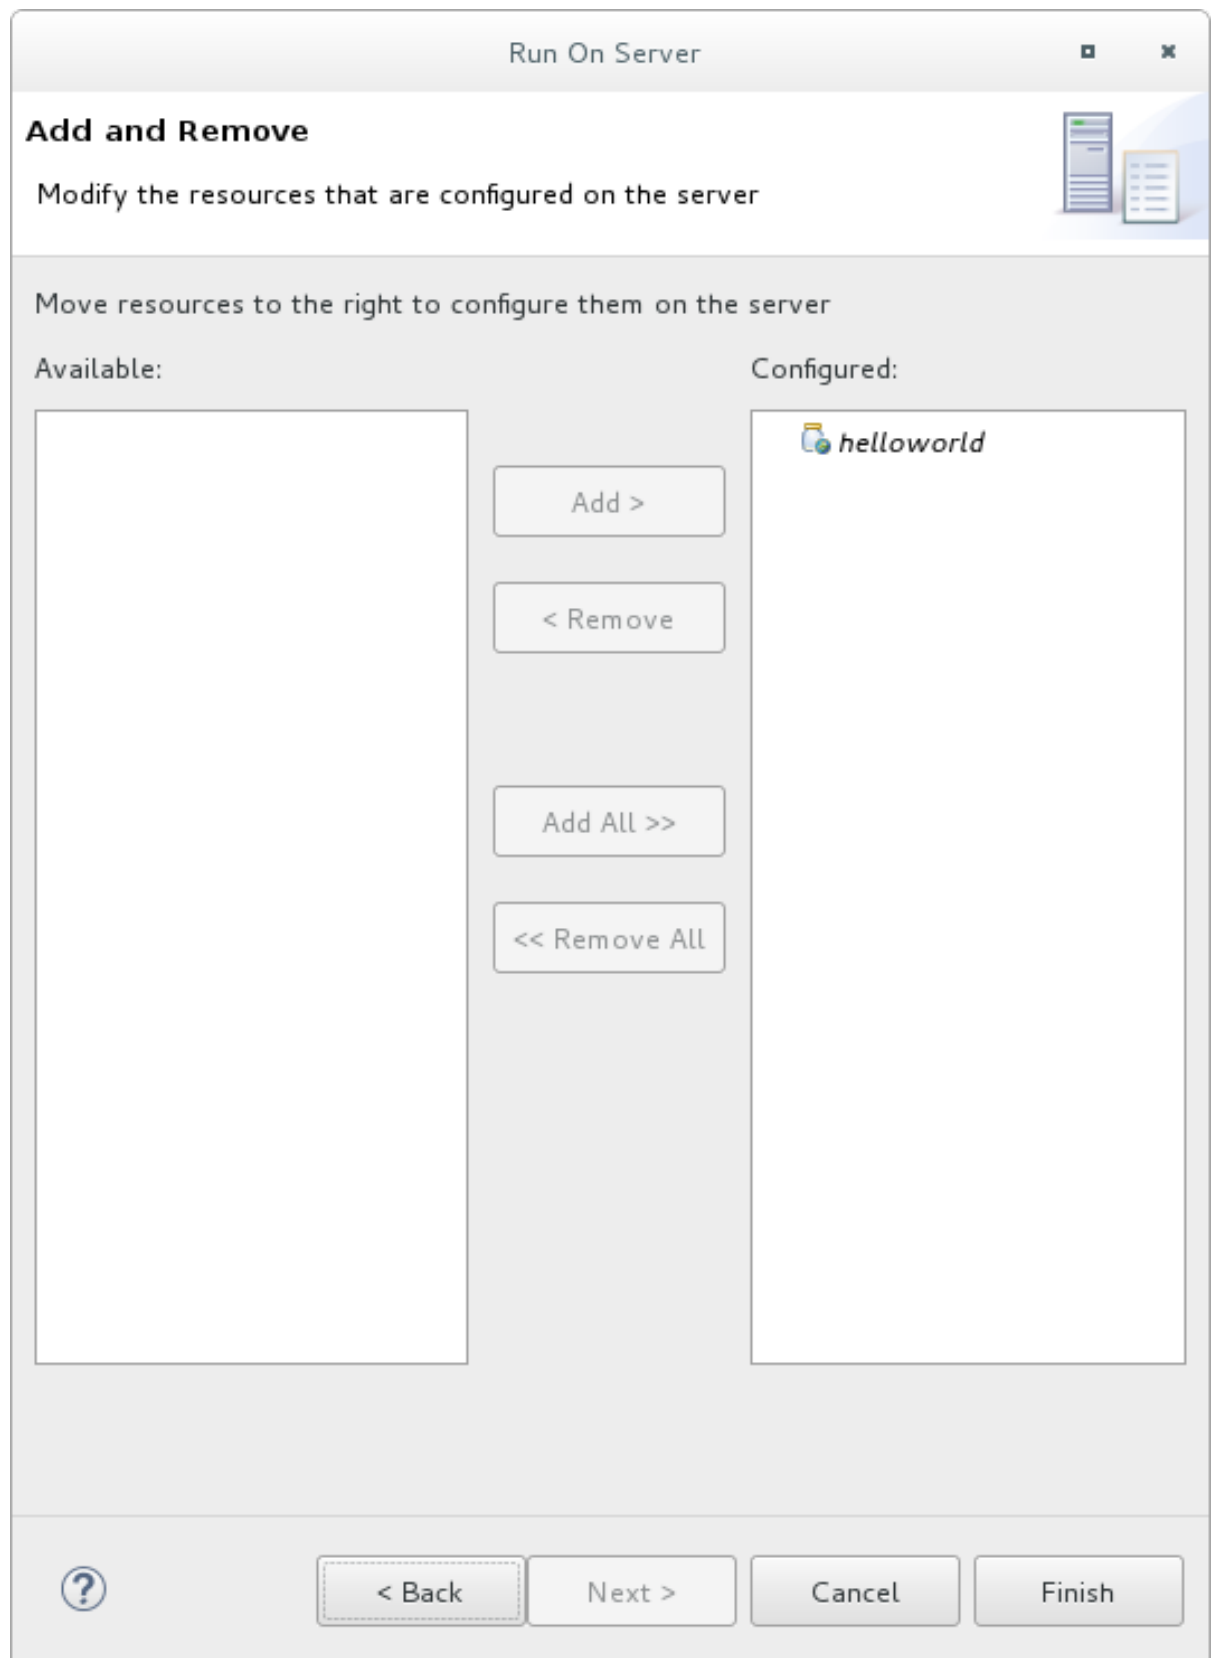 Run On Server
Add and Remove
Modify the resources that are configured on the server
Move resources to the right to configure them on the server
Available:
Configured:
helloworld
Add >
< Remove
Add All >>
<< Remove All
?
< Back
Next >
Cancel
Finish